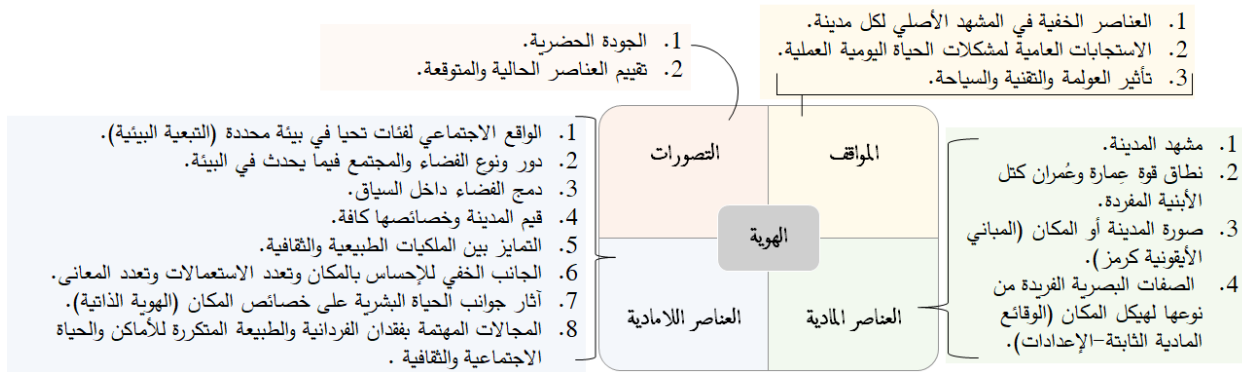 1. العناصر الخفية في المشهد الأصلي لكل مدينة.
2. الاستجابات العامية لمشكلات الحياة اليومية العملية.
3. تأثير العولمة والتقنية والسياحة.
1. الجودة الحضرية.
2. تقييم العناصر الحالية والمتوقعة.
المواقف
التصورات
الهوية
العناصر المادية
العناصر اللامادية
1. مشهد المدينة.
2. نطاق قوة عِمارة وعُمران كتل
الأبنية المفردة.
3. صورة المدينة أو المكان (المباني
الأيقونية كرمز).
4. الصفات البصرية الفريدة من
نوعها لهيكل المكان (الوقائع
المادية الثابتة-الإعدادات).
1. الواقع الاجتماعي لفئات تحيا في بيئة محددة (التبعية البيئية).
2. دور ونوع الفضاء والمجتمع فيما يحدث في البيئة.
3. دمج الفضاء داخل السياق.
4. قيم المدينة وخصائصها كافة.
5. التمايز بين الملكيات الطبيعية والثقافية.
6. الجانب الخفي للإحساس بالمكان وتعدد الاستعمالات وتعدد المعانى.
7. آثار جوانب الحياة البشرية على خصائص المكان (الهوية الذاتية).
8. المجالات المهتمة بفقدان الفردانية والطبيعة المتكررة للأماكن والحياة
الاجتماعية والثقافية .